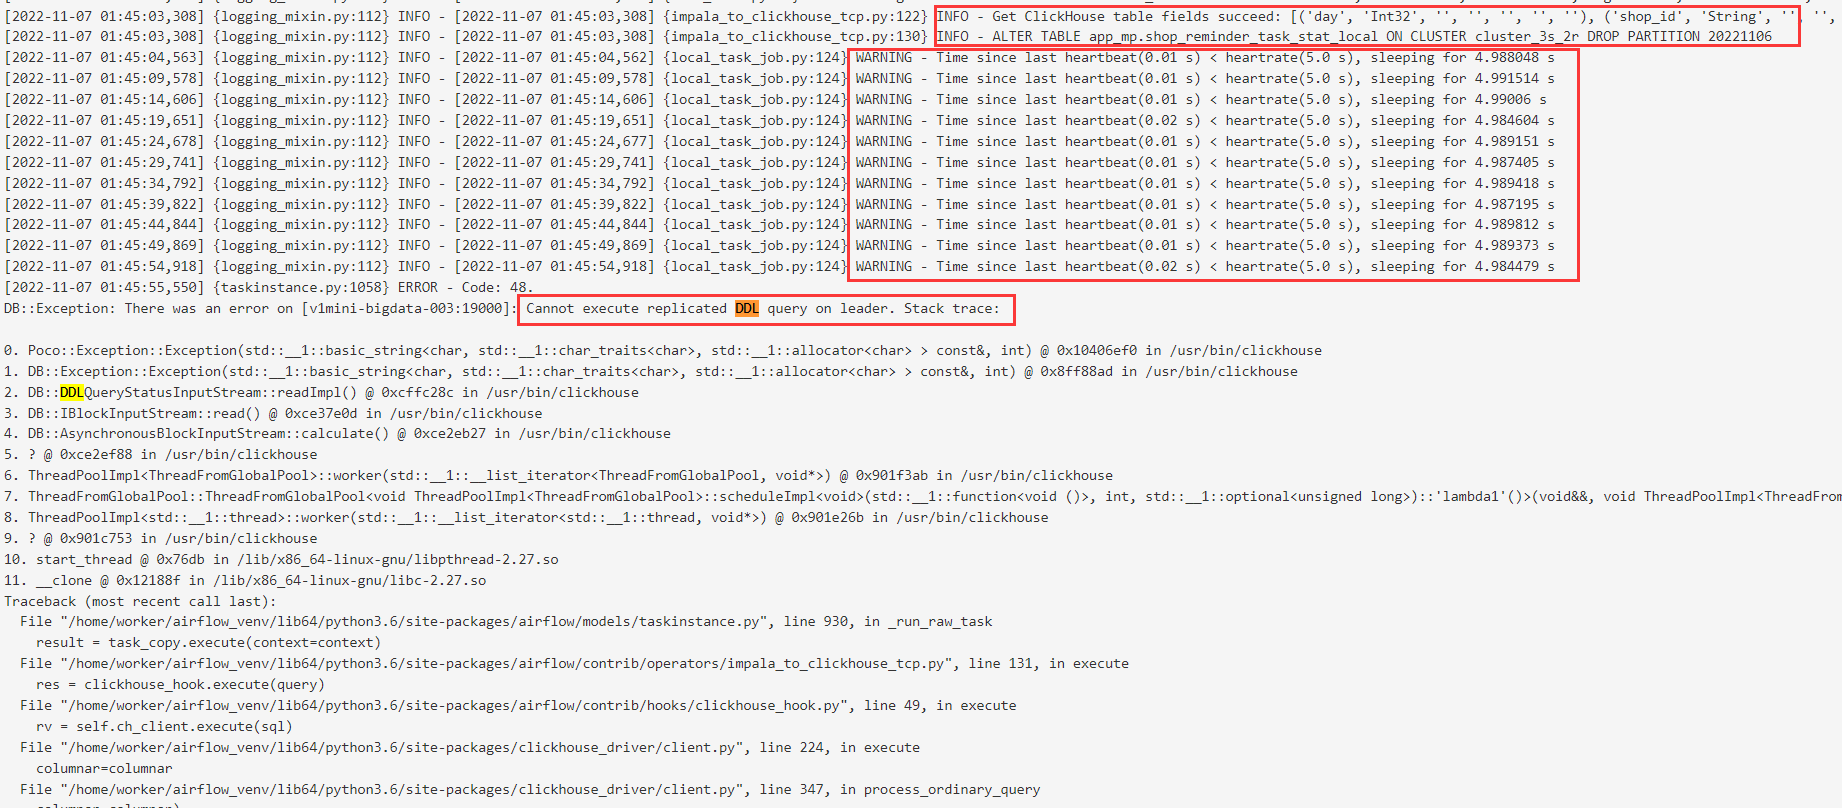 [2022-11-07 01:45:03,308] {logging_mixin.py:112} INFO - [2022-11-07 01:45:03,308] {impala_to_clickhouse_tcp.py:122} INFO - Get ClickHouse table fields succeed: [('day', 'Int32', '', '', '', '', ''), ('shop_id', 'String', '', '',
[2022-11-07 01:45:03,308] {logging_mixin.py:112} INFO - [2022-11-07 01:45:03,308] {impala_to_clickhouse_tcp.py:130} INFO - ALTER TABLE app_mp.shop_reminder_task_stat_local ON CLUSTER cluster_3s_2r DROP PARTITION 20221106
[2022-11-07 01:45:04,563] {logging_mixin.py:112} INFO - [2022-11-07 01:45:04,562] {local_task_job.py:124} WARNING - Time since last heartbeat(0.01 s) < heartrate(5.0 s), sleeping for 4.988048 s
[2022-11-07 01:45:09,578] {logging_mixin.py:112} INFO - [2022-11-07 01:45:09,578] {local_task_job.py:124} WARNING - Time since last heartbeat(0.01 s) < heartrate(5.0 s), sleeping for 4.991514 s
[2022-11-07 01:45:14,606] {logging_mixin.py:112} INFO - [2022-11-07 01:45:14,606] {local_task_job.py:124} WARNING - Time since last heartbeat(0.01 s) < heartrate(5.0 s), sleeping for 4.99006 s
[2022-11-07 01:45:19,651] {logging_mixin.py:112} INFO - [2022-11-07 01:45:19,651] {local_task_job.py:124} WARNING - Time since last heartbeat(0.02 s) < heartrate(5.0 s), sleeping for 4.984604 s
[2022-11-07 01:45:24,678] {logging_mixin.py:112} INFO - [2022-11-07 01:45:24,677] {local_task_job.py:124} WARNING - Time since last heartbeat(0.01 s) < heartrate(5.0 s), sleeping for 4.989151 s
[2022-11-07 01:45:29,741] {logging_mixin.py:112} INFO - [2022-11-07 01:45:29,741] {local_task_job.py:124} WARNING - Time since last heartbeat(0.01 s) < heartrate(5.0 s), sleeping for 4.987405 s
[2022-11-07 01:45:34,792] {logging_mixin.py:112} INFO - [2022-11-07 01:45:34,792] {local_task_job.py:124} WARNING - Time since last heartbeat(0.01 s) < heartrate(5.0 s), sleeping for 4.989418 s
[2022-11-07 01:45:39,822] {logging_mixin.py:112} INFO - [2022-11-07 01:45:39,822] {local_task_job.py:124} WARNING - Time since last heartbeat(0.01 s) < heartrate(5.0 s), sleeping for 4.987195 s
[2022-11-07 01:45:44,844] {logging_mixin.py:112} INFO - [2022-11-07 01:45:44,844] {local_task_job.py:124} WARNING - Time since last heartbeat(0.01 s) < heartrate(5.0 s), sleeping for 4.989812 s
[2022-11-07 01:45:49,869] {logging_mixin.py:112} INFO - [2022-11-07 01:45:49,869] {local_task_job.py:124} WARNING - Time since last heartbeat(0.01 s) < heartrate(5.0 s), sleeping for 4.989373 s
[2022-11-07 01:45:54,918] {logging_mixin.py:112} INFO - [2022-11-07 01:45:54,918] {local_task_job.py:124} WARNING - Time since last heartbeat(0.02 s) < heartrate(5.0 s), sleeping for 4.984479 s
[2022-11-07 01:45:55,550] {taskinstance.py:1058} ERROR - Code: 48.
DB::Exception: There was an error on [v1mini-bigdata-003:19000]: Cannot execute replicated DDL query on leader. Stack trace:
0. Poco::Exception::Exception(std::__1::basic_string<char, std::__1::char_traits<char>, std::__1::allocator<char> > const&, int) @ 0x10406ef0 in /usr/bin/clickhouse
1. DB::Exception::Exception(std::__1::basic_string<char, std::__1::char_traits<char>, std::__1::allocator<char> > const&, int) @ 0x8ff88ad in /usr/bin/clickhouse
2. DB::DDLQueryStatusInputStream::readImpl() @ 0xcffc28c in /usr/bin/clickhouse
3. DB::IBlockInputStream::read() @ 0xce37e0d in /usr/bin/clickhouse
4. DB::AsynchronousBlockInputStream::calculate() @ 0xce2eb27 in /usr/bin/clickhouse
5. ? @ 0xce2ef88 in /usr/bin/clickhouse
6. ThreadPoolImpl<ThreadFromGlobalPool>::worker(std::__1::__list_iterator<ThreadFromGlobalPool, void*>) @ 0x901f3ab in /usr/bin/clickhouse
7. ThreadFromGlobalPool::ThreadFromGlobalPool<void ThreadPoolImpl<ThreadFromGlobalPool>::scheduleImpl<void>(std::__1::function<void ()>, int, std::__1::optional<unsigned long>)::'lambda1'()>(void&&, void ThreadPoolImpl<ThreadFrom
8. ThreadPoolImpl<std::__1::thread>::worker(std::__1::__list_iterator<std::__1::thread, void*>) @ 0x901e26b in /usr/bin/clickhouse
9. ? @ 0x901c753 in /usr/bin/clickhouse
10. start_thread @ 0x76db in /lib/x86_64-linux-gnu/libpthread-2.27.so
11. __clone @ 0x12188f in /lib/x86_64-linux-gnu/libc-2.27.so
Traceback (most recent call last):
File "/home/worker/airflow_venv/lib64/python3.6/site-packages/airflow/models/taskinstance.py", line 930, in _run_raw_task
result = task_copy.execute(context=context)
File "/home/worker/airflow_venv/lib64/python3.6/site-packages/airflow/contrib/operators/impala_to_clickhouse_tcp.py", line 131, in execute
res = clickhouse_hook.execute(query)
File "/home/worker/airflow_venv/lib64/python3.6/site-packages/airflow/contrib/hooks/clickhouse_hook.py", line 49, in execute
rv = self.ch_client.execute(sql)
File "/home/worker/airflow_venv/lib64/python3.6/site-packages/clickhouse_driver/client.py", line 224, in execute
columnar=columnar
File "/home/worker/airflow_venv/lib64/python3.6/site-packages/clickhouse_driver/client.py", line 347, in process_ordinary_query